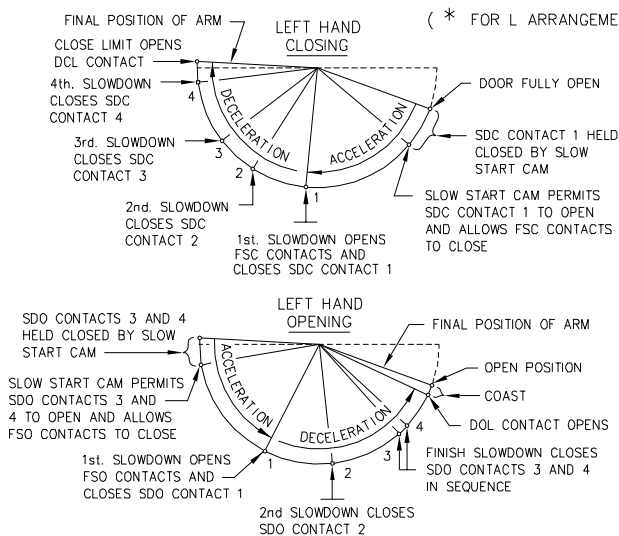 LEFT HAND
CLOSING
( * FOR L ARRANGEME
FINAL POSITION OF ARM
CLOSE LIMIT OPENS
DCL CONTACT
4th. SLOWDOWN
CLOSES SDC
CONTACT 4
4
3rd. SLOWDOWN
CLOSES SDC
CONTACT 3
3
2nd. SLOWDOWN
CLOSES SDC
CONTACT 2
2
1
1st. SLOWDOWN OPENS
FSC CONTACTS AND
CLOSES SDC CONTACT 1
DECELERATION
ACCELERATION
DOOR FULLY OPEN
SDC CONTACT 1 HELD
CLOSED BY SLOW
START CAM
SLOW START CAM PERMITS
SDC CONTACT 1 TO OPEN
AND ALLOWS FSC CONTACTS
TO CLOSE
LEFT HAND
OPENING
SDO CONTACTS 3 AND 4
HELD CLOSED BY SLOW
START CAM
SLOW START CAM PERMITS
SDO CONTACTS 3 AND
4 TO OPEN AND ALLOWS
FSO CONTACTS TO CLOSE
1st. SLOWDOWN OPENS
FSO CONTACTS AND
CLOSES SDO CONTACT 1
1
ACCELERATION
DECELERATION
2
2nd SLOWDOWN CLOSES
SDO CONTACT 2
3
4
FINAL POSITION OF ARM
OPEN POSITION
COAST
DOL CONTACT OPENS
FINISH SLOWDOWN CLOSES
SDO CONTACTS 3 AND 4
IN SEQUENCE